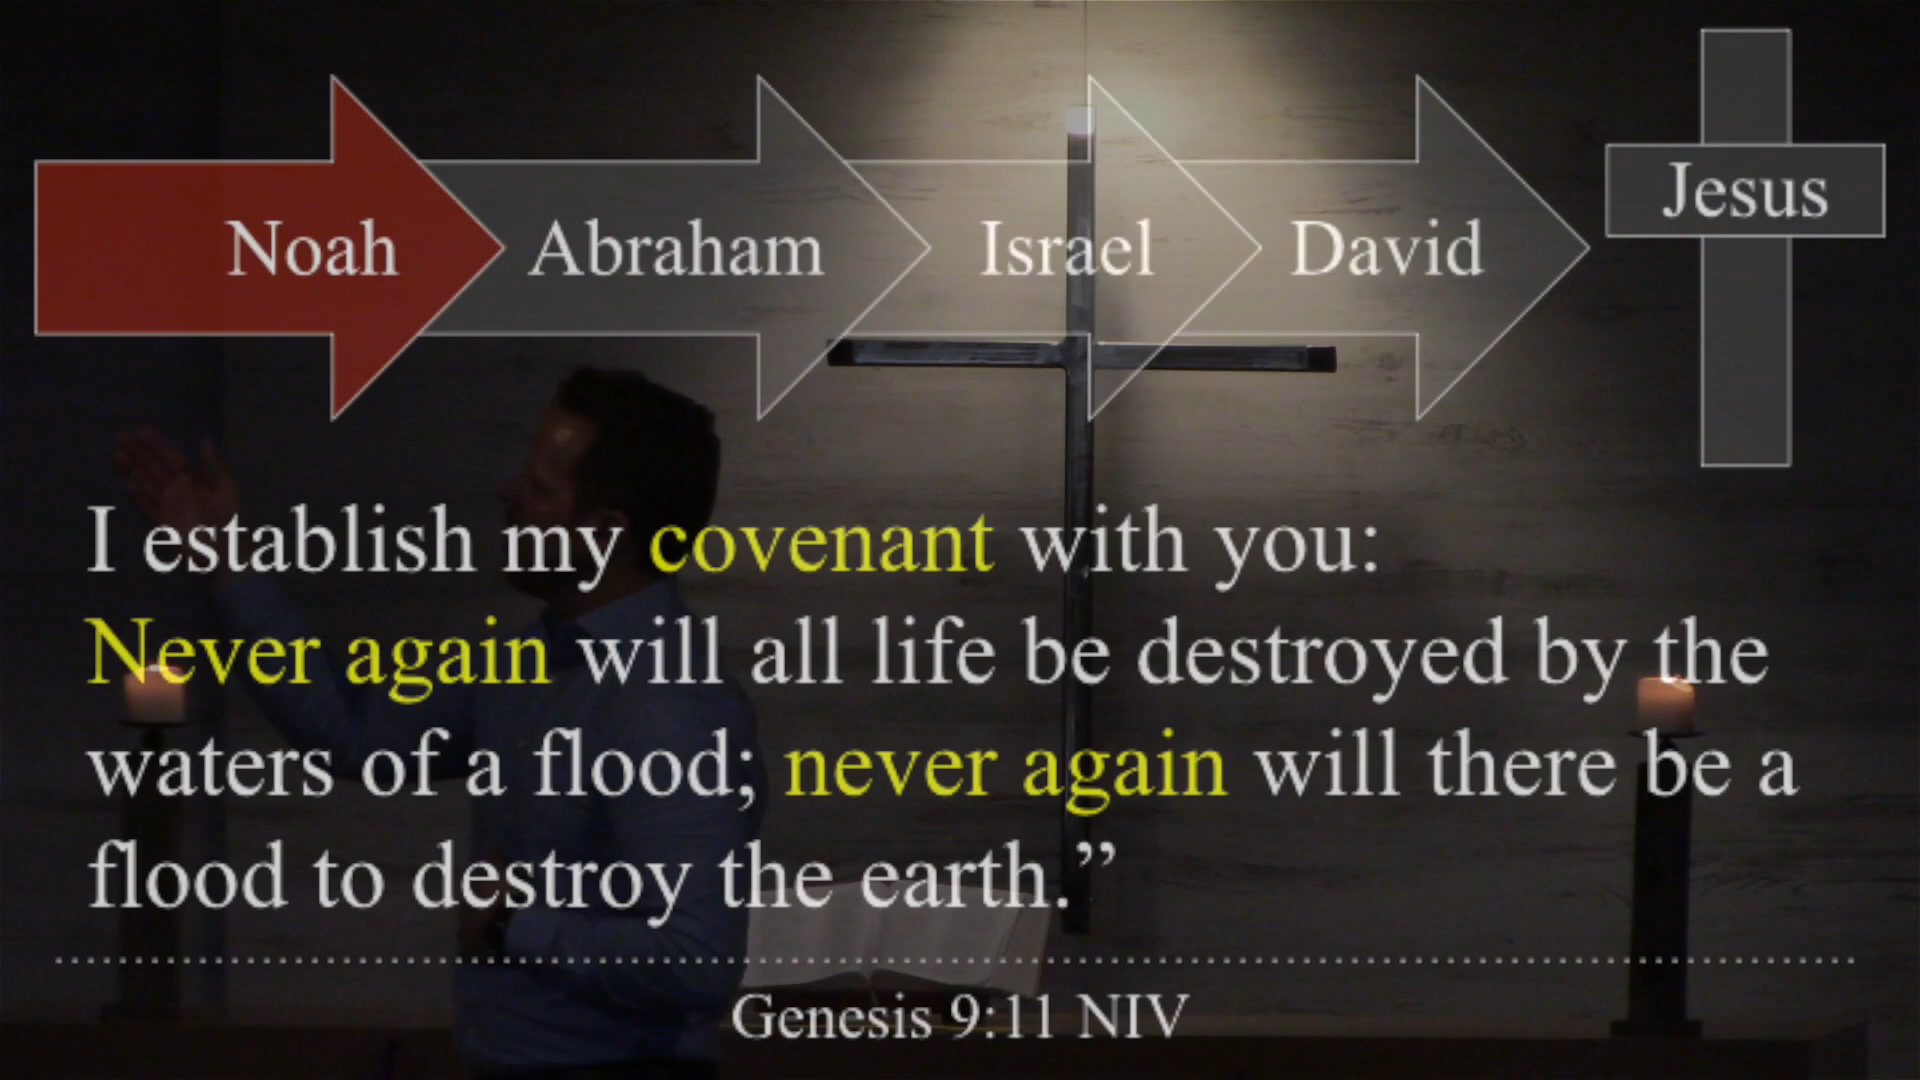 Noah Abraham Israel David Jesus
I establish my covenant with you:
Never again will all life be destroyed by the
waters of a flood; never again will there be a
flood to destroy the earth.”
Genesis 9:11 NIV